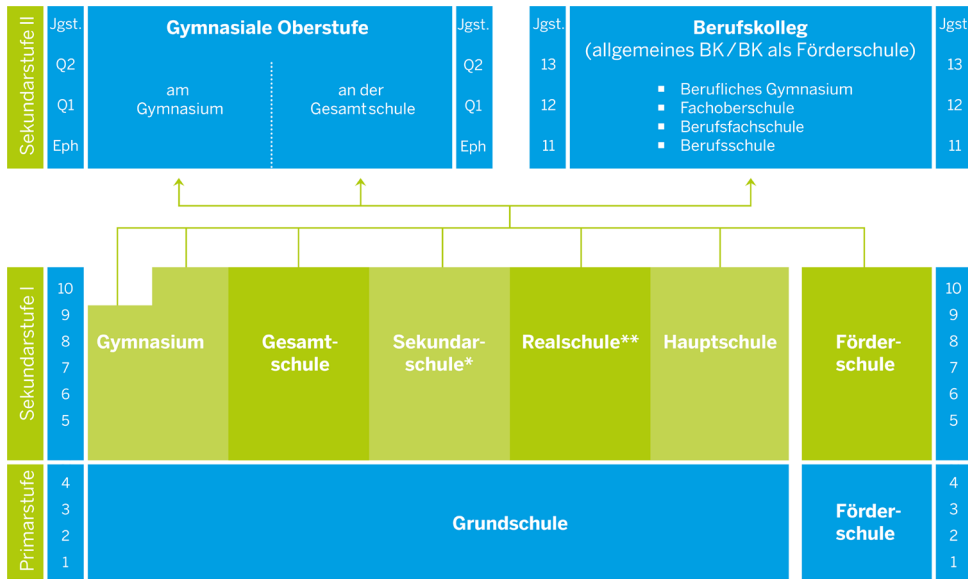 Sekundarstufe II
Jgst.
Q2
Q1
Eph
Gymnasiale Oberstufe
am
Gymnasium
an der
Gesamtschule
Jgst.
Q2
Q1
Eph
Jgst.
13
12
11
Berufskolleg
(allgemeines BK/BK als Förderschule)
▪ Berufliches Gymnasium
▪ Fachoberschule
▪ Berufsfachschule
▪ Berufsschule
Jgst.
13
12
11
Sekundarstufe I
10
9
8
7
6
5
Gymnasium
Gesamt-
schule
Sekundar-
schule*
Realschule**
Hauptschule
Förder-
schule
10
9
8
7
6
5
Primarstufe
4
3
2
1
Grundschule
Förder-
schule
4
3
2
1